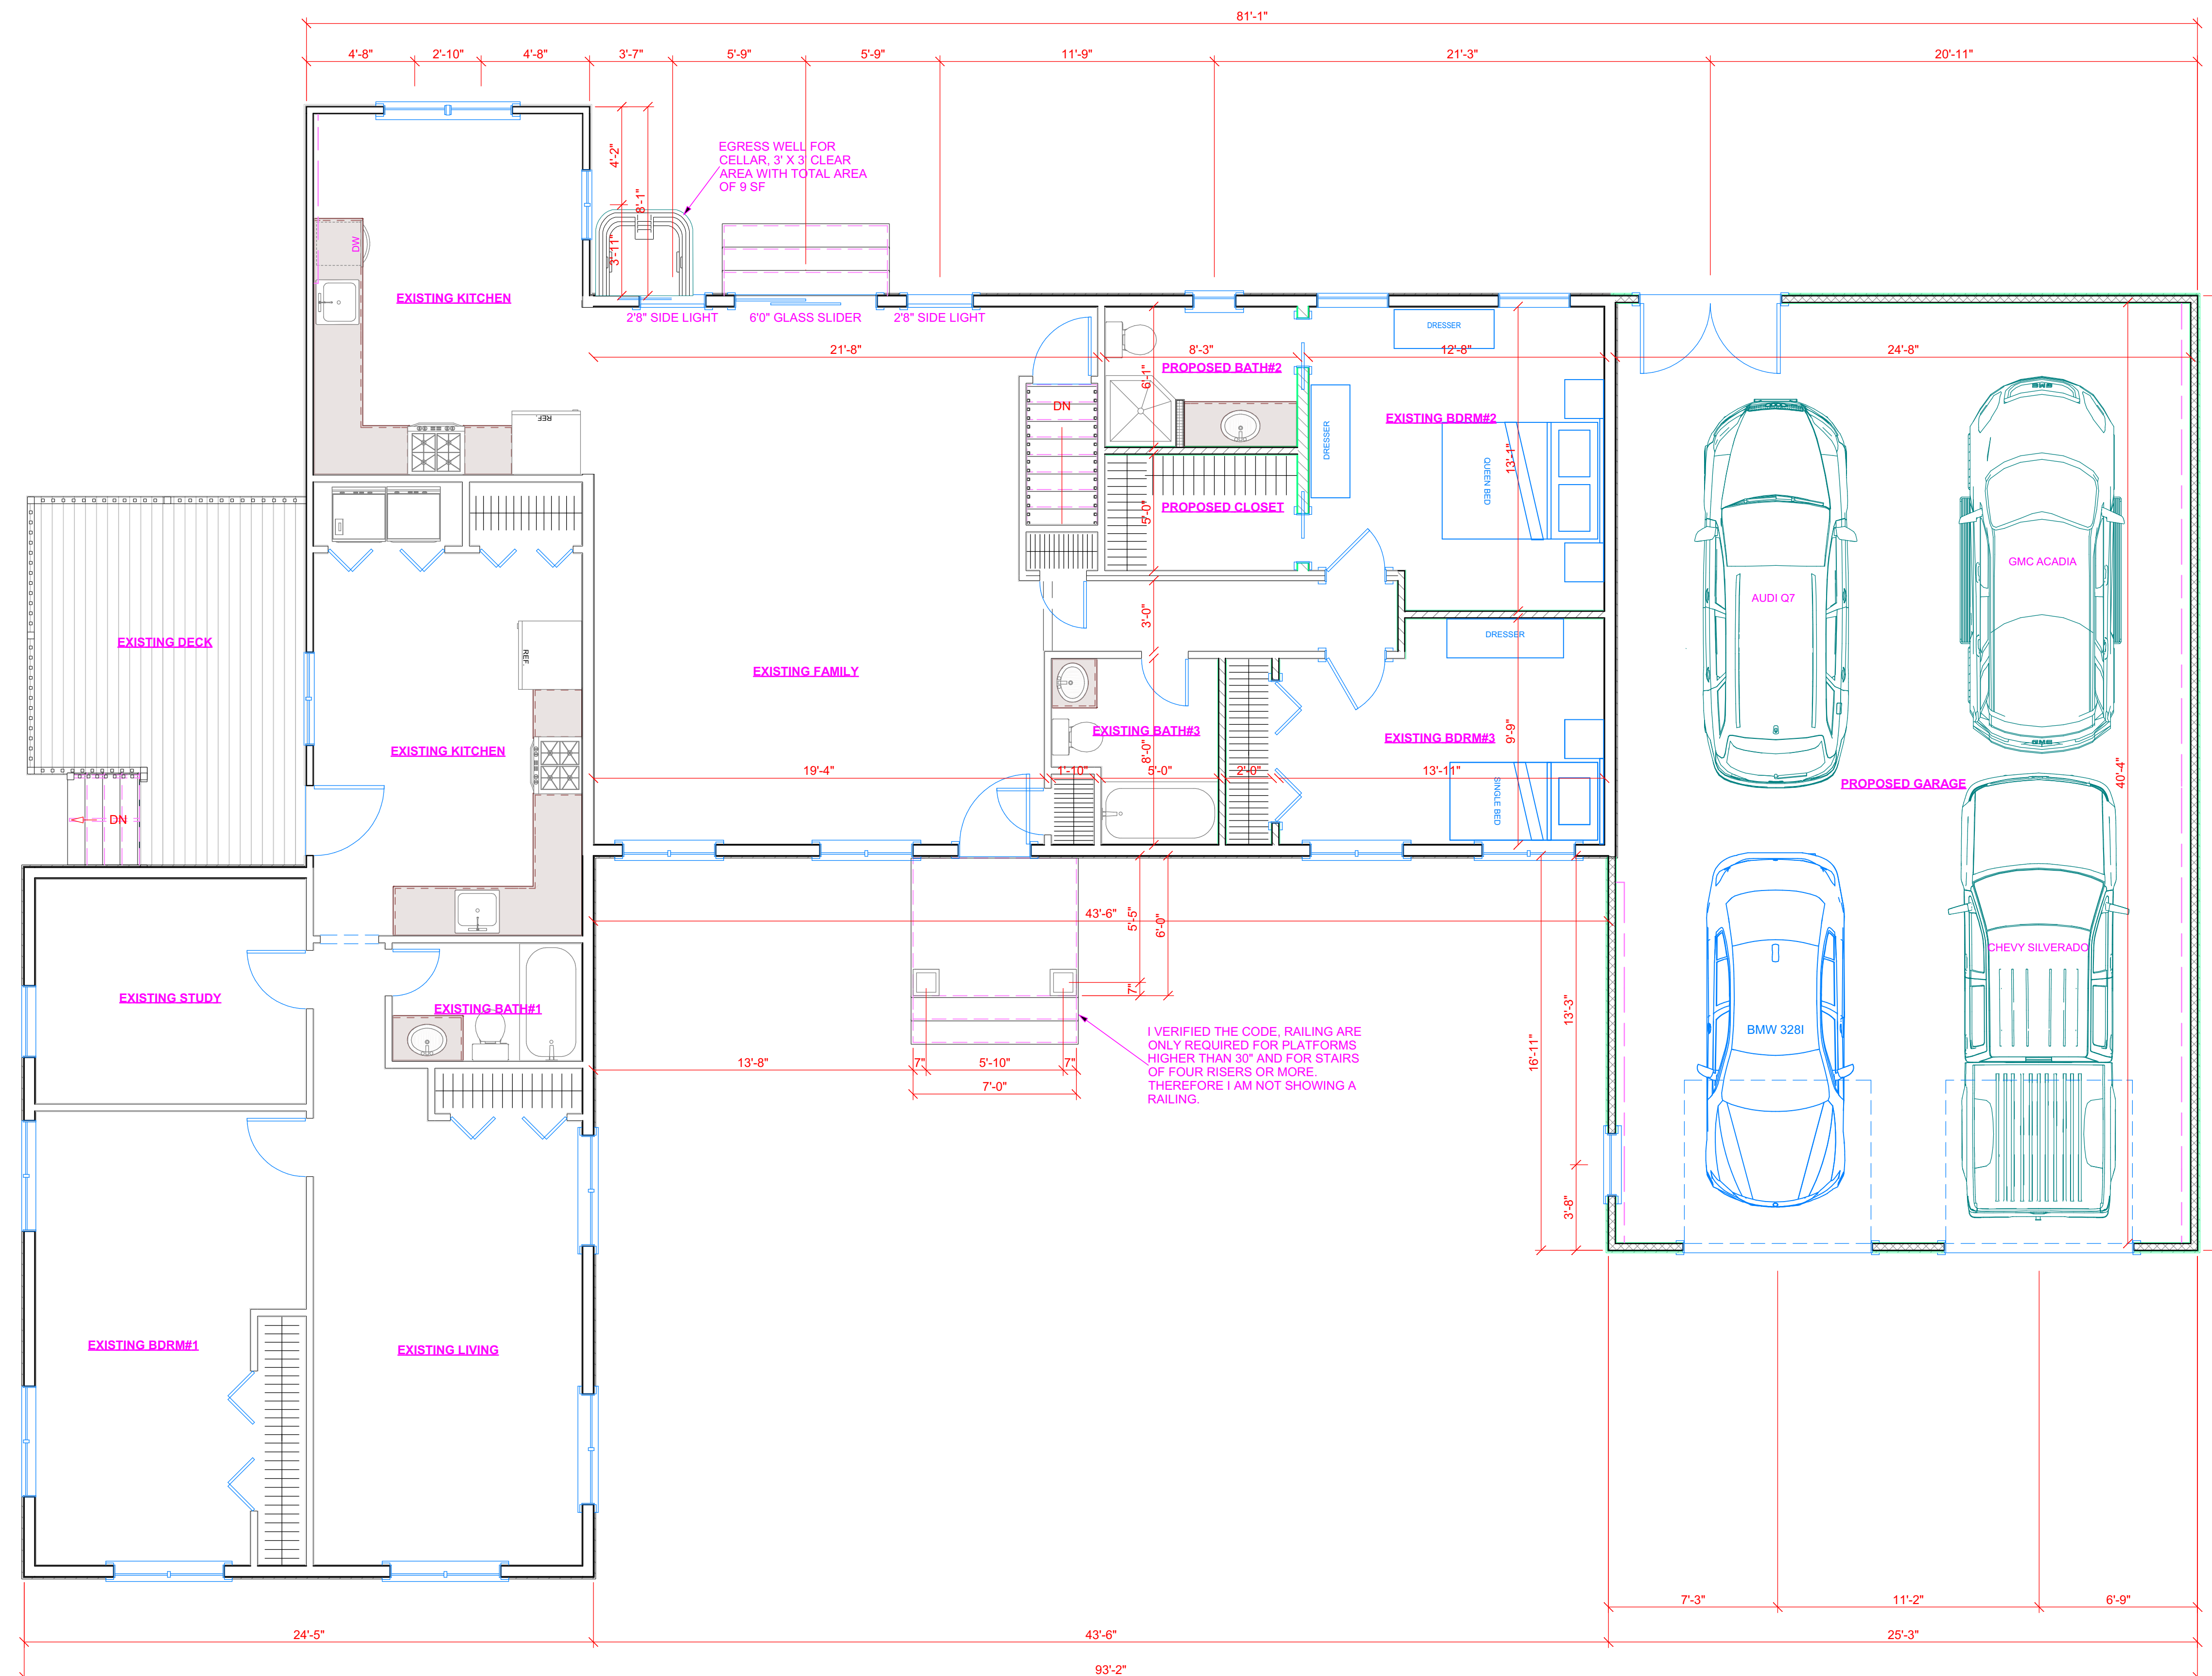 81'-1"
4'-8" 2'-10" 4'-8" 3'-7" 5'-9" 5'-9" 11'-9" 21'-3" 20'-11"
EGRESS WELL FOR
CELLAR, 3' X 3' CLEAR
AREA WITH TOTAL AREA
OF 9 SF
4'-2"
8'-1"
3'-11"
DW
EXISTING KITCHEN
2'8" SIDE LIGHT
6'0" GLASS SLIDER
2'8" SIDE LIGHT
DRESSER
21'-8" 8'-3" 12'-8" 24'-8"
PROPOSED BATH#2
6'-1"
DN
REF.
EXISTING BDRM#2
DRESSER
QUEEN BED
13'-1"
PROPOSED CLOSET
5'-0"
GMC ACADIA
AUDI Q7
3'-0"
DRESSER
EXISTING DECK
REF.
EXISTING FAMILY
EXISTING BATH#3
EXISTING BDRM#3
9'-9"
8'-0"
EXISTING KITCHEN
19'-4" 1'-10" 5'-0" 2'-0" 13'-11"
SINGLE BED
PROPOSED GARAGE
40'-4"
DN
43'-6"
5'-5"
6'-0"
7"
CHEVY SILVERADO
EXISTING STUDY
EXISTING BATH#1
13'-3"
16'-11"
BMW 328I
I VERIFIED THE CODE, RAILING ARE
ONLY REQUIRED FOR PLATFORMS
HIGHER THAN 30" AND FOR STAIRS
OF FOUR RISERS OR MORE.
THEREFORE I AM NOT SHOWING A
RAILING.
13'-8" 7" 5'-10" 7"
7'-0"
3'-8"
EXISTING BDRM#1
EXISTING LIVING
7'-3" 11'-2" 6'-9"
24'-5" 43'-6" 25'-3"
93'-2"